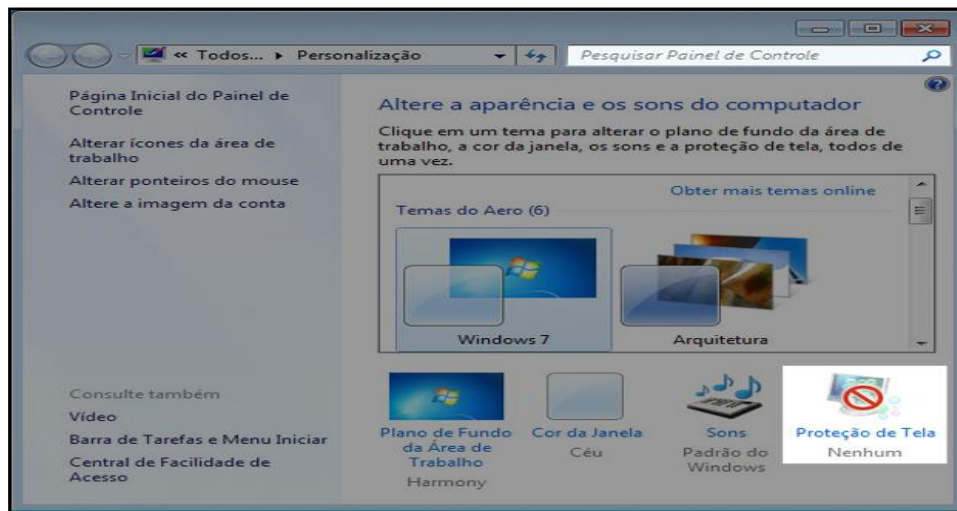 « Todos... ▸ Personalização
Pesquisar Painel de Controle
Página Inicial do Painel de
Controle
Alterar ícones da área de
trabalho
Alterar ponteiros do mouse
Altere a imagem da conta
Consulte também
Vídeo
Barra de Tarefas e Menu Iniciar
Central de Facilidade de
Acesso
Altere a aparência e os sons do computador
Clique em um tema para alterar o plano de fundo da área de
trabalho, a cor da janela, os sons e a proteção de tela, todos de
uma vez.
Obter mais temas online
Temas do Aero (6)
Windows 7
Arquitetura
Plano de Fundo
da Área de
Trabalho
Harmony
Cor da Janela
Céu
Sons
Padrão do
Windows
Proteção de Tela
Nenhum